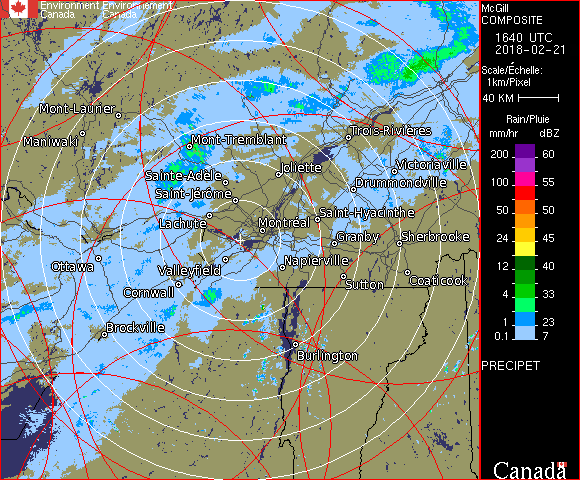 Environment Environnement
Canada Canada
Mont-Laurier
Maniwaki
Mont-Tremblant
Trois-Rivières
Sainte-Adèle
Joliette
Victoriaville
Saint-Jérôme
Drummondville
Lachute
Montréal
Saint-Hyacinthe
Granby
Sherbrooke
Ottawa
Valleyfield
Napierville
Cornwall
Sutton
Coaticook
Brockville
Burlington
McGill
COMPOSITE
1640 UTC
2018-02-21
Scale/Échelle:
1km/Pixel
40 KM
Rain/Pluie
mm/hr dBZ
200 60
100 55
50 50
24 45
12 40
4 33
1 23
0.1 7
PRECIPET
Canada